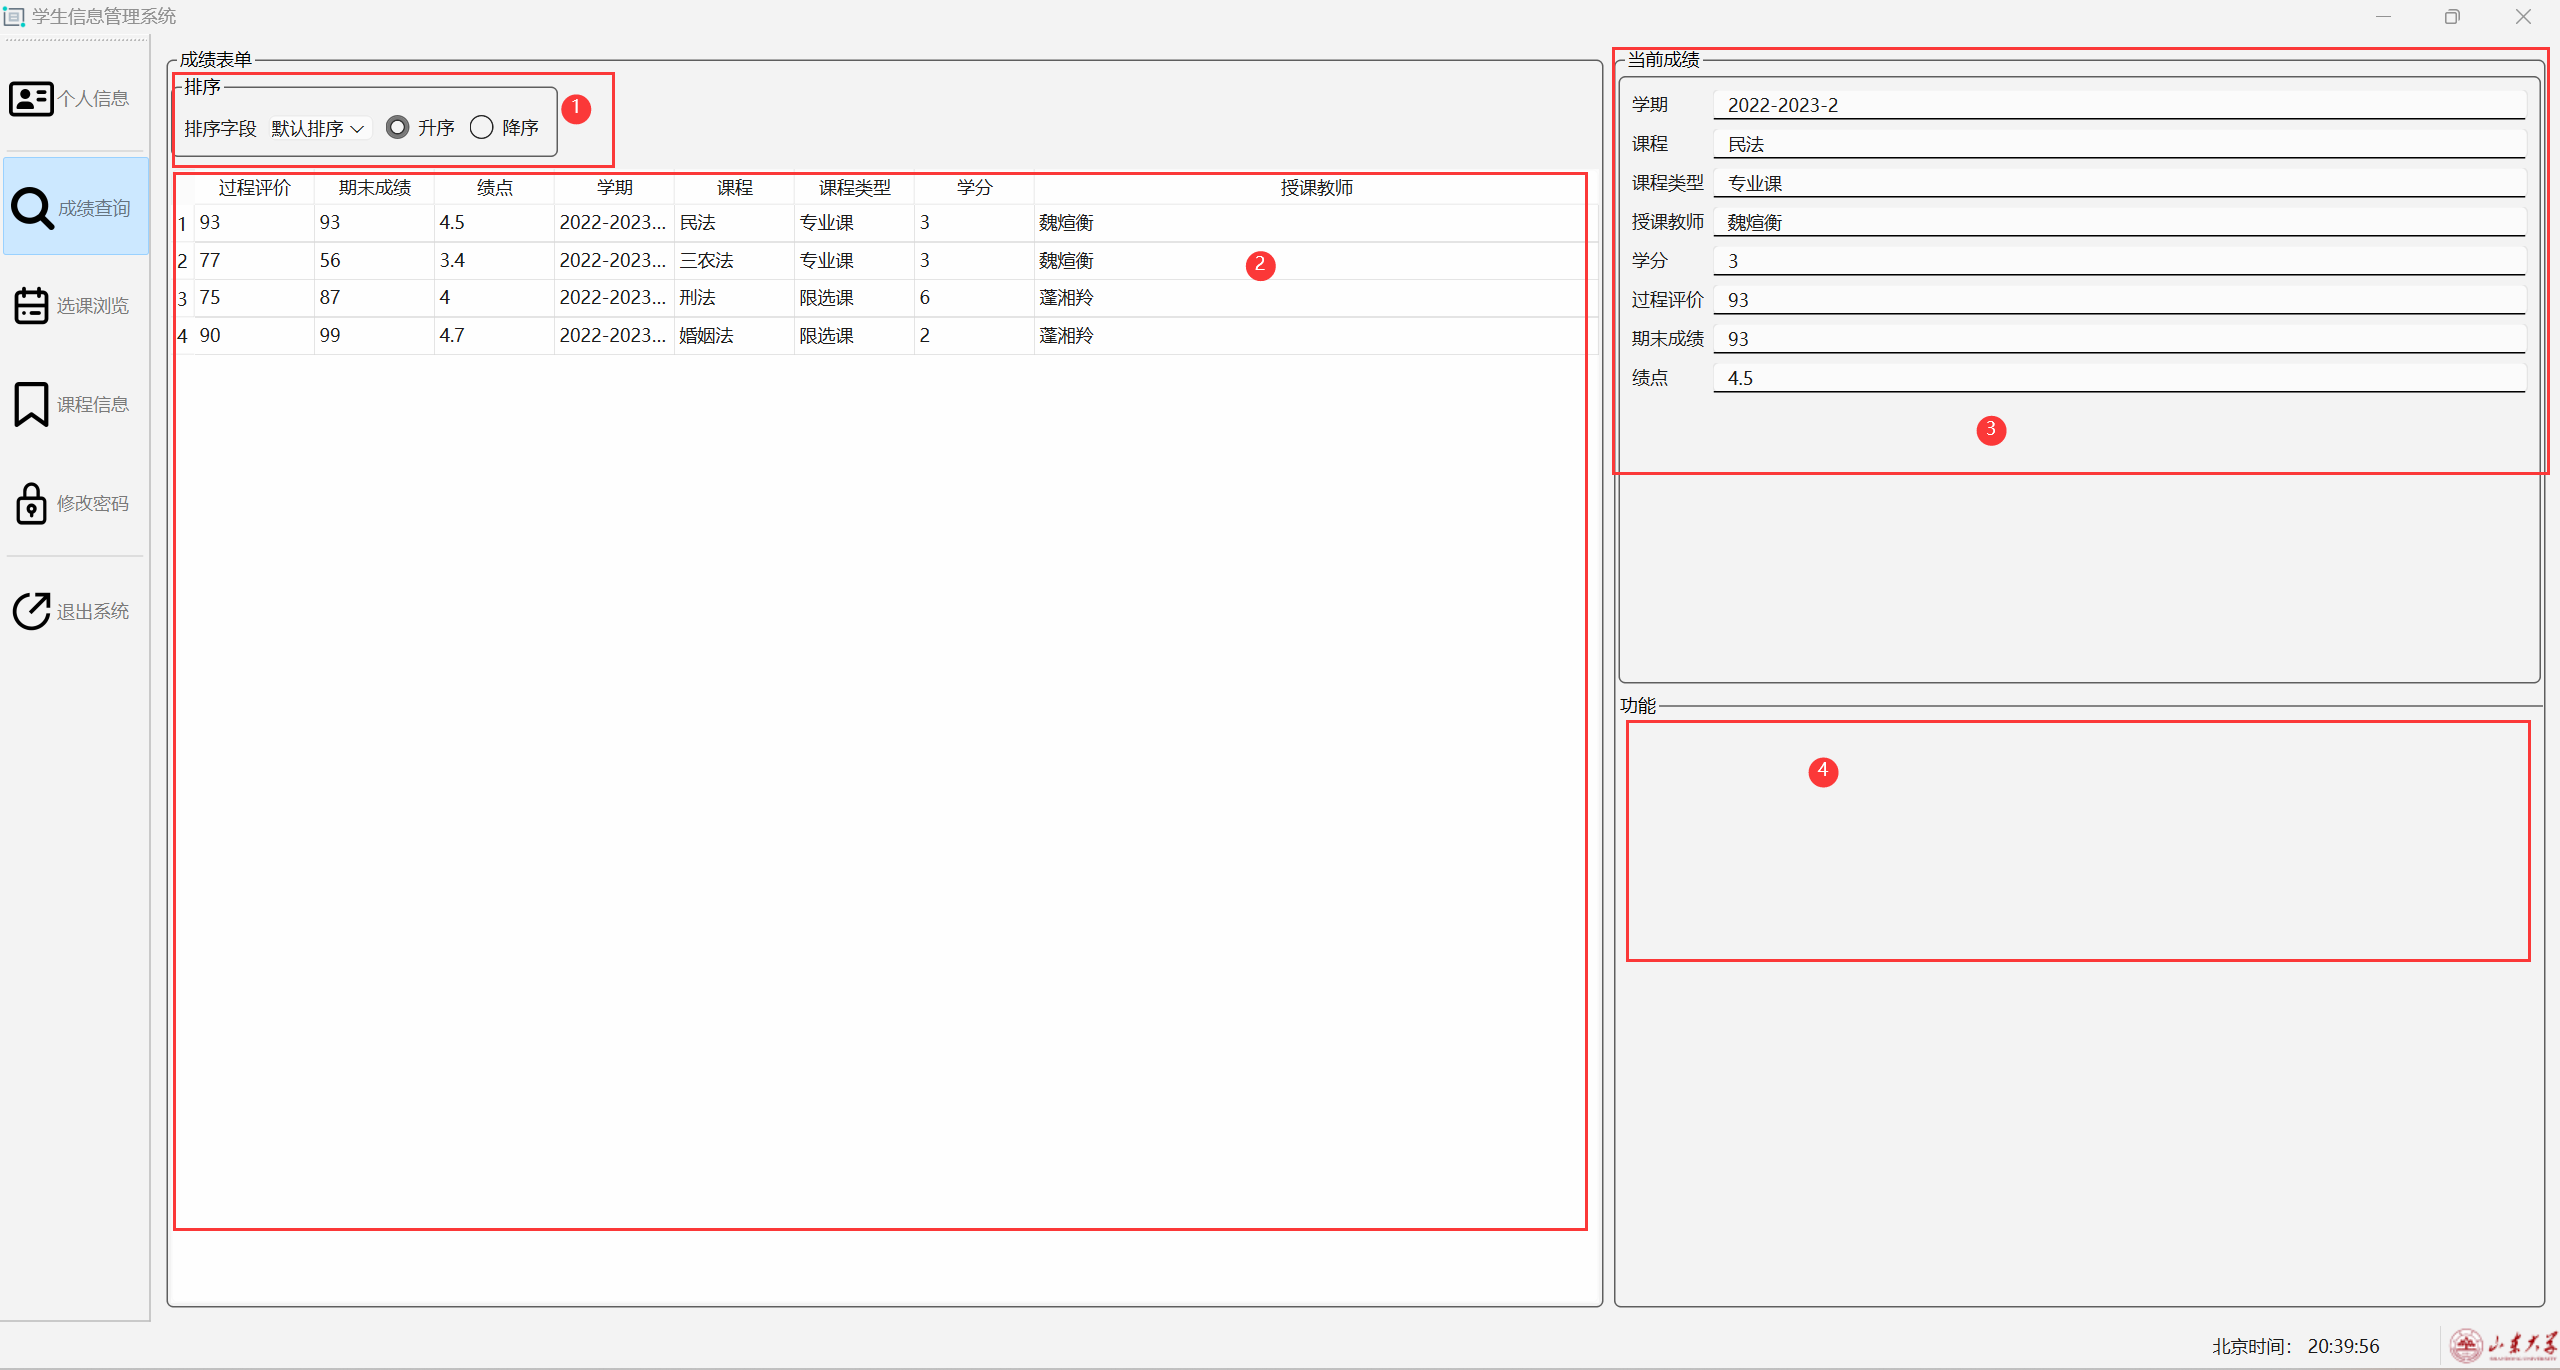 学生信息管理系统
个人信息
成绩查询
选课浏览
课程信息
修改密码
退出系统
成绩表单
排序
排序字段 默认排序 升序 降序
1
过程评价 期末成绩 绩点 学期 课程 课程类型 学分 授课教师
1 93 93 4.5 2022-2023... 民法 专业课 3 魏煊衡
2 77 56 3.4 2022-2023... 三农法 专业课 3 魏煊衡
3 75 87 4 2022-2023... 刑法 限选课 6 蓬湘羚
4 90 99 4.7 2022-2023... 婚姻法 限选课 2 蓬湘羚
2
当前成绩
学期 2022-2023-2
课程 民法
课程类型 专业课
授课教师 魏煊衡
学分 3
过程评价 93
期末成绩 93
绩点 4.5
3
功能
4
北京时间： 20:39:56
山东大学